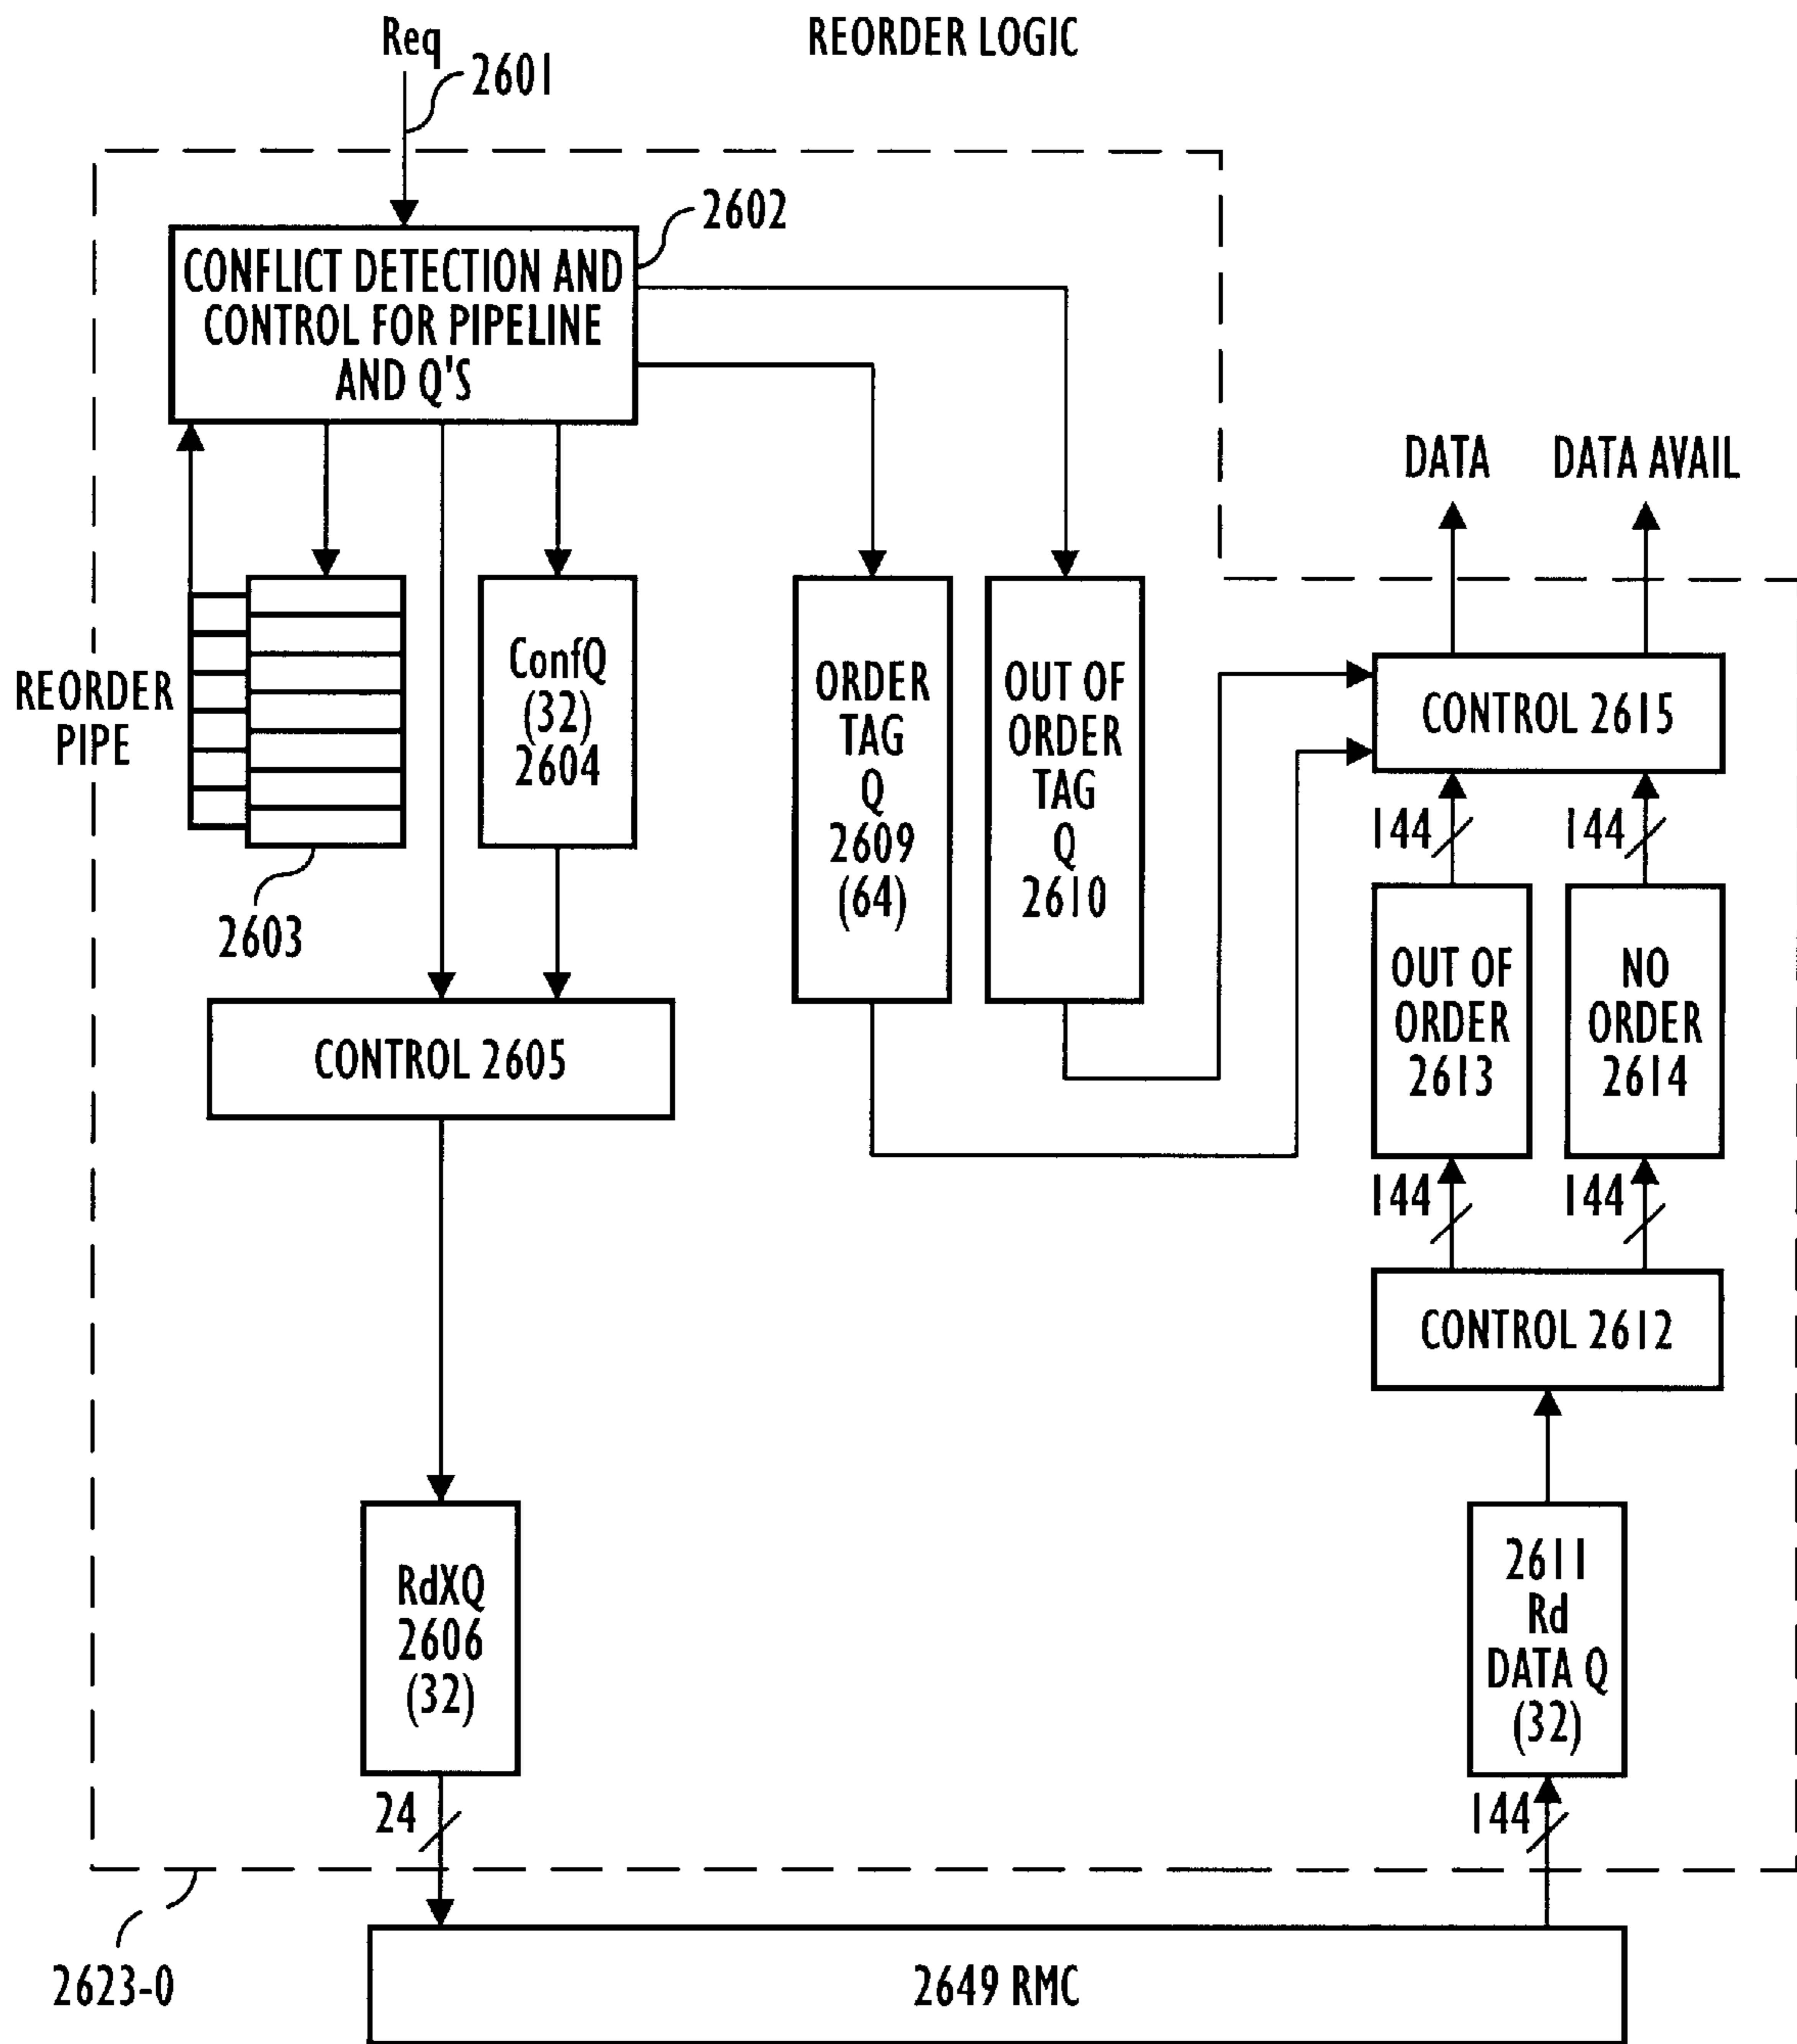 Req
REORDER LOGIC
2601
2602
CONFLICT DETECTION AND
CONTROL FOR PIPELINE
AND Q'S
DATA
DATA AVAIL
REORDER
PIPE
ConfQ
(32)
2604
ORDER
TAG
Q
2609
(64)
OUT OF
ORDER
TAG
Q
2610
CONTROL 2615
144
144
2603
OUT OF
ORDER
2613
NO
ORDER
2614
CONTROL 2605
144
144
CONTROL 2612
RdXQ
2606
(32)
2611
Rd
DATA Q
(32)
24
144
2623-0
2649 RMC